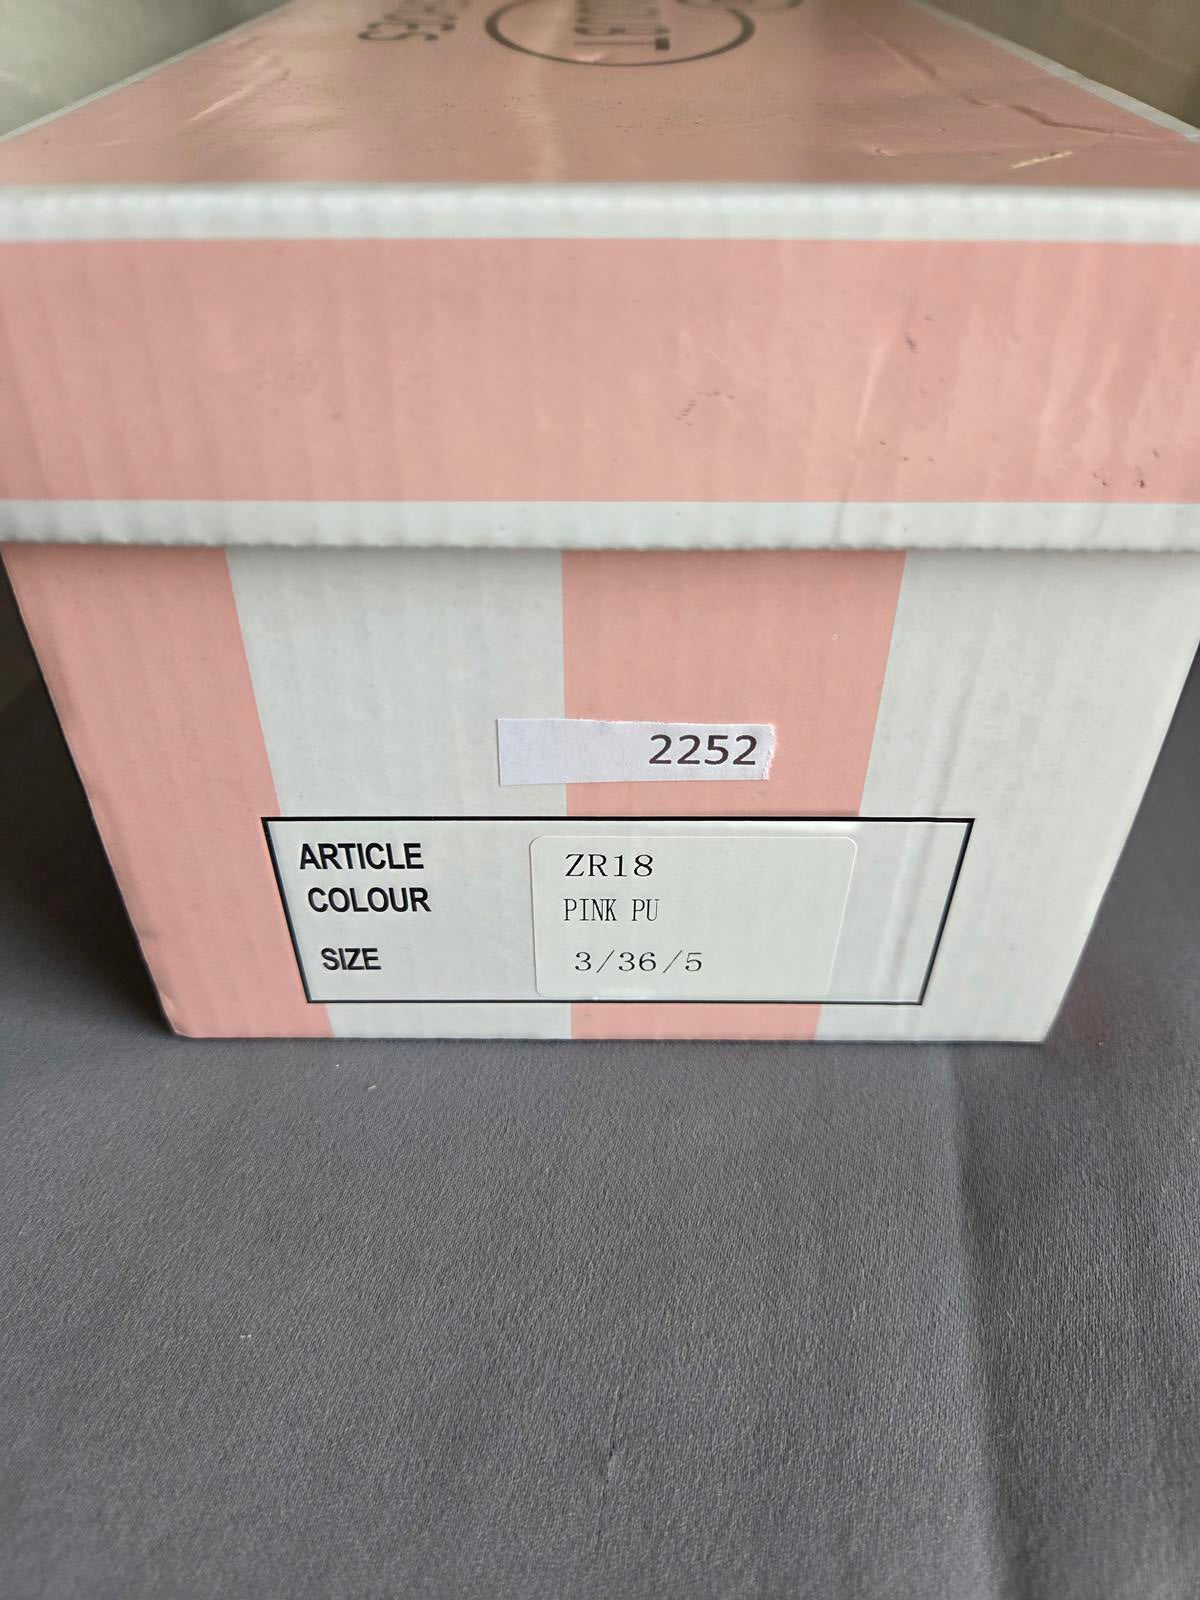 2252
ARTICLE ZR18
COLOUR PINK PU
SIZE 3/36/5